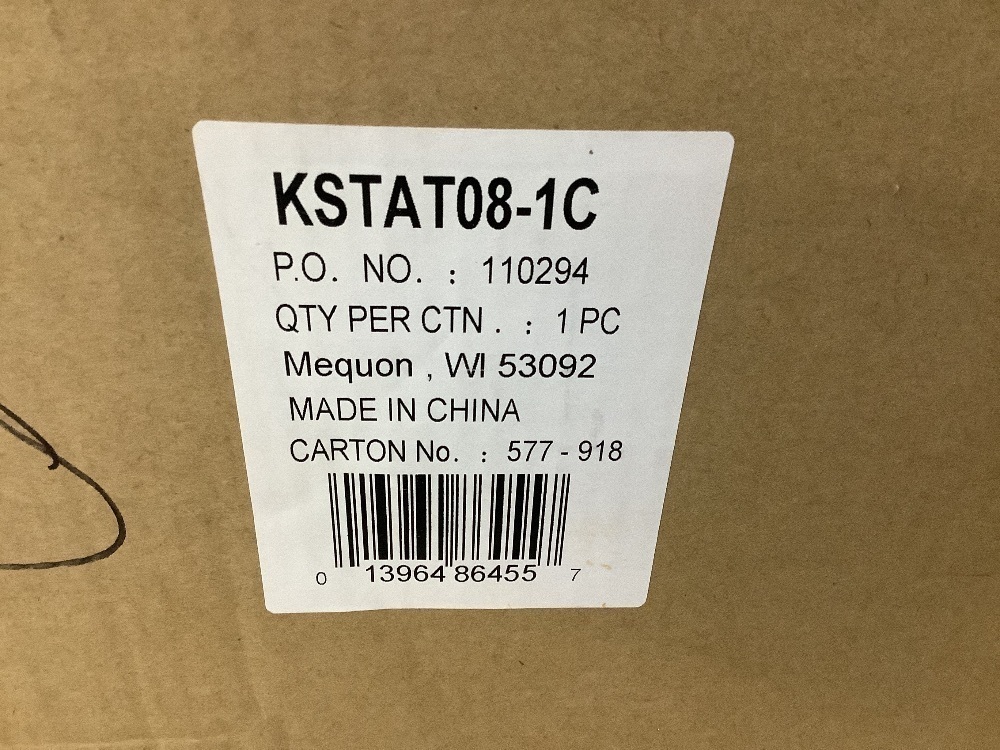 KSTAT08-1C
P.O. NO. : 110294
QTY PER CTN . : 1 PC
Mequon , WI 53092
MADE IN CHINA
CARTON No. : 577 - 918
0 13964 86455 7